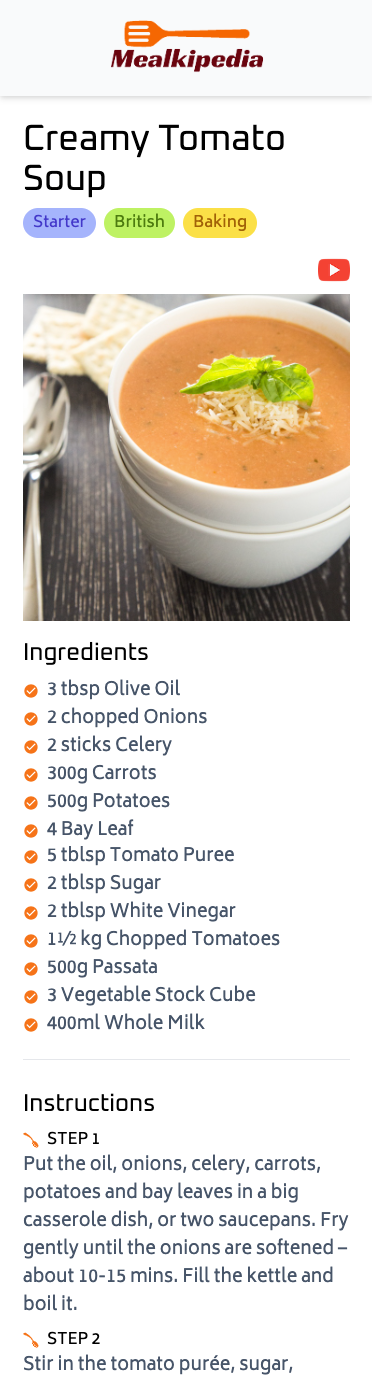 Mealkipedia
Creamy Tomato
Soup
Starter British Baking
Ingredients
3 tbsp Olive Oil
2 chopped Onions
2 sticks Celery
300g Carrots
500g Potatoes
4 Bay Leaf
5 tblsp Tomato Puree
2 tblsp Sugar
2 tblsp White Vinegar
1½ kg Chopped Tomatoes
500g Passata
3 Vegetable Stock Cube
400ml Whole Milk
Instructions
STEP 1
Put the oil, onions, celery, carrots,
potatoes and bay leaves in a big
casserole dish, or two saucepans. Fry
gently until the onions are softened –
about 10-15 mins. Fill the kettle and
boil it.
STEP 2
Stir in the tomato purée, sugar,